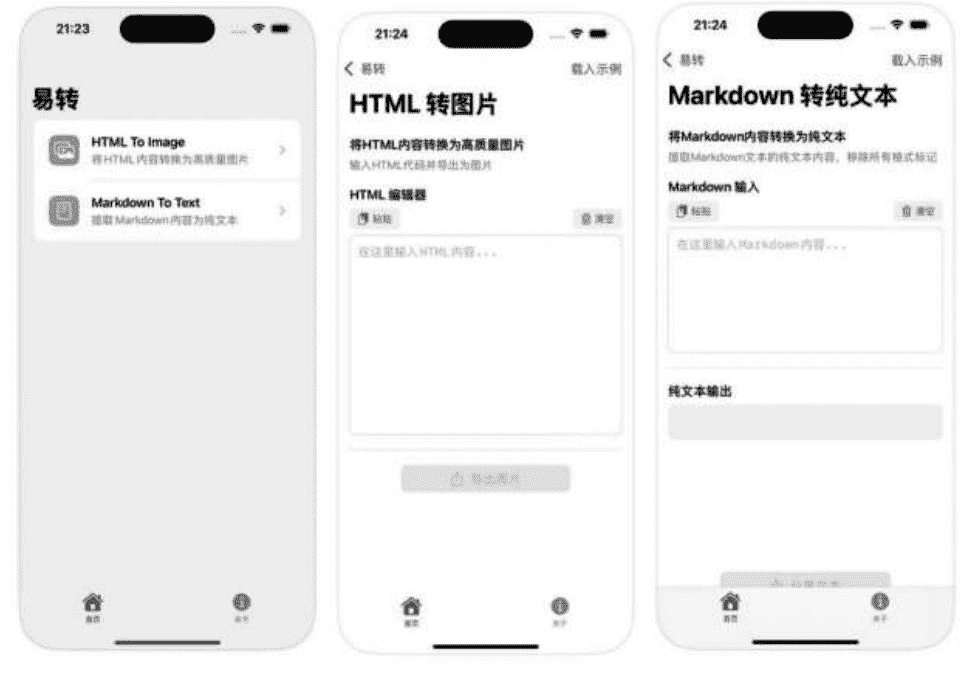 21:23
易转
HTML To Image
将HTML内容转换为高质量图片
Markdown To Text
提取Markdown内容为纯文本
首页
关于
21:24
易转
载入示例
HTML 转图片
将HTML内容转换为高质量图片
输入HTML代码并导出为图片
HTML 编辑器
粘贴
清空
在这里输入HTML内容...
导出图片
首页
关于
21:24
易转
载入示例
Markdown 转纯文本
将Markdown内容转换为纯文本
提取Markdown文本的纯文本内容，移除所有格式标记
Markdown 输入
粘贴
清空
在这里输入Markdown内容...
纯文本输出
首页
关于